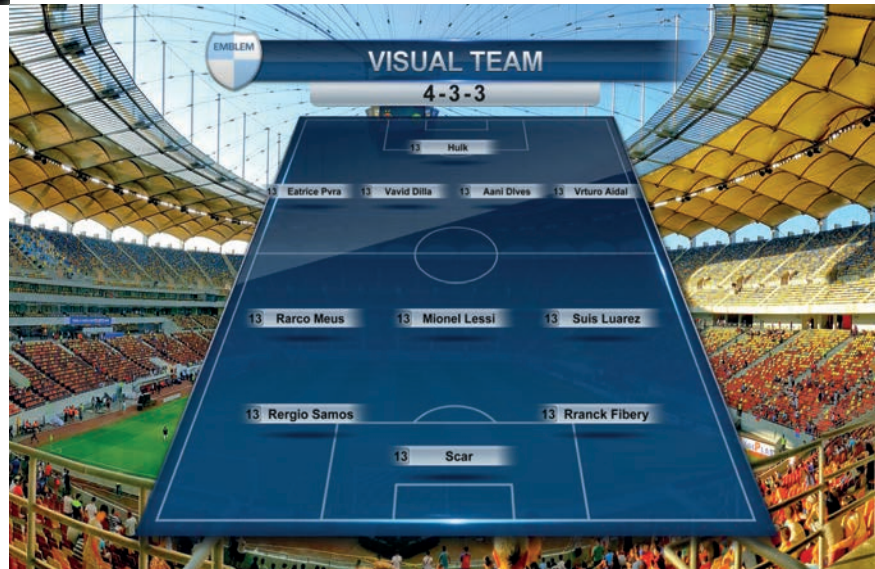 EMBLEM
VISUAL TEAM
4-3-3
13 Hulk
13 Eatrice Pvra 13 Vavid Dilla 13 Aani Dlves 13 Vrturo Aidal
13 Rarco Meus 13 Mionel Lessi 13 Suis Luarez
13 Rergio Samos 13 Rranck Fibery
13 Scar